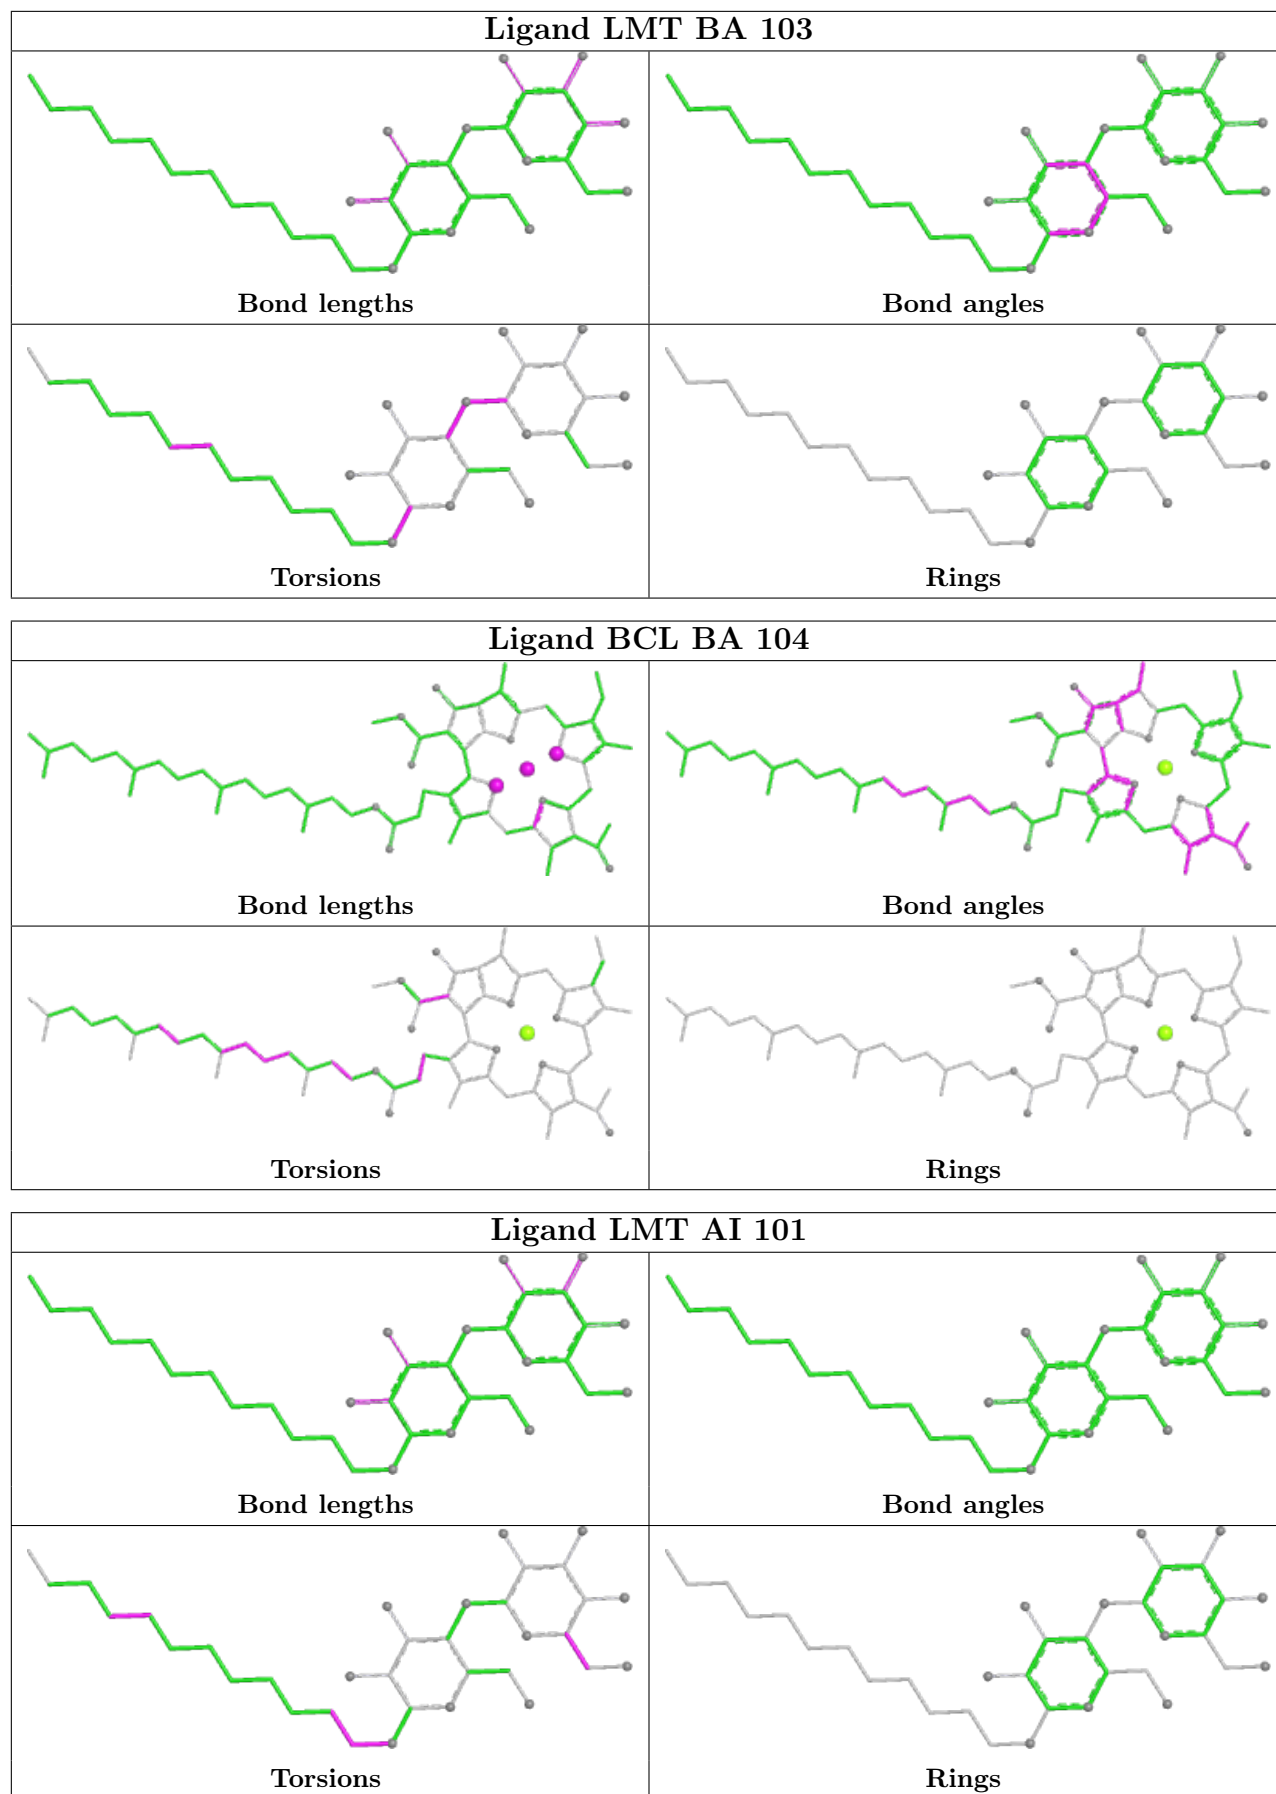 Ligand LMT BA 103
Bond lengths
Bond angles
Torsions
Rings
Ligand BCL BA 104
Bond lengths
Bond angles
Torsions
Rings
Ligand LMT AI 101
Bond lengths
Bond angles
Torsions
Rings